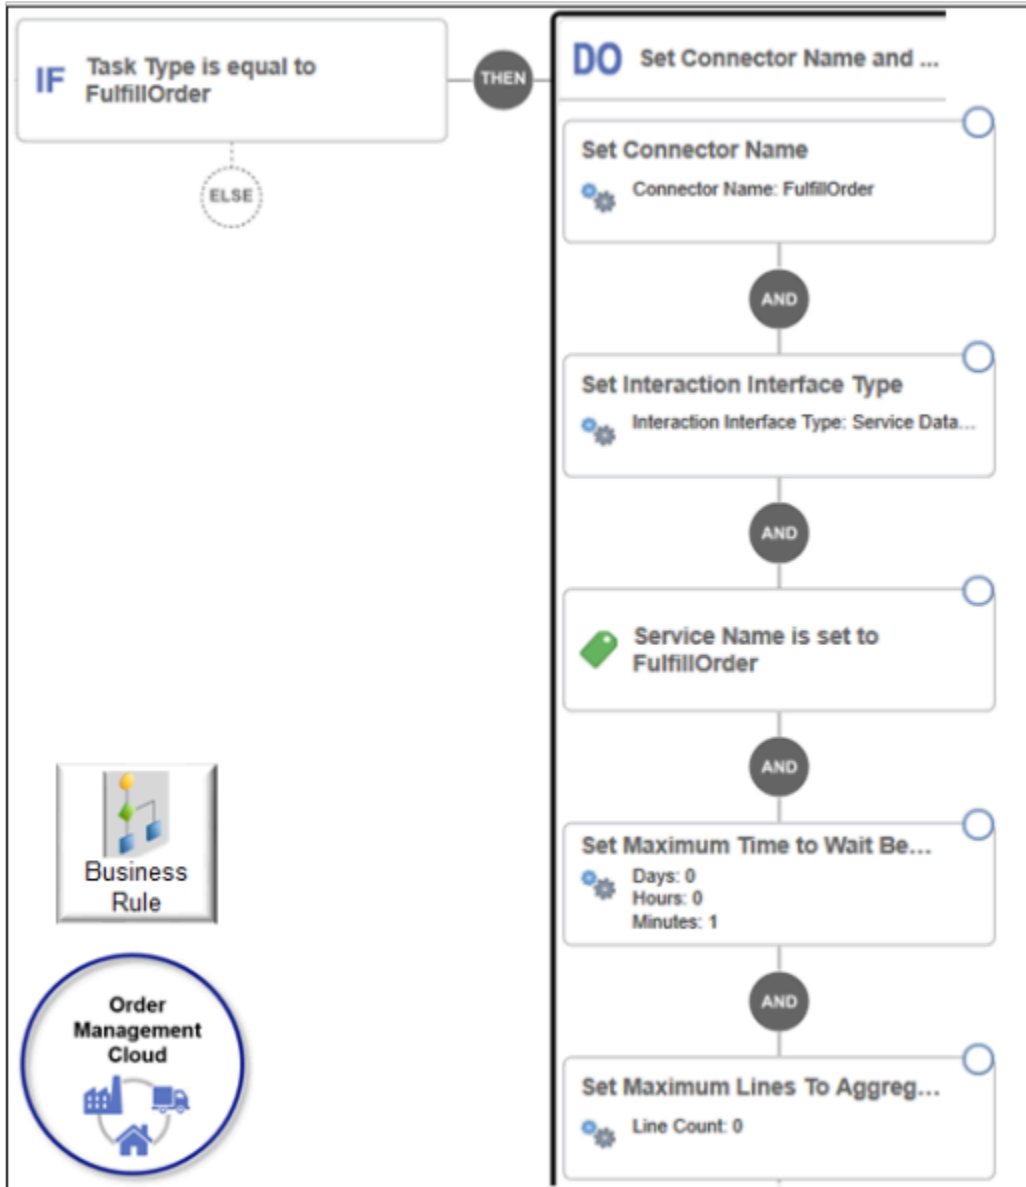 IF
Task Type is equal to
FulfillOrder
THEN
ELSE
DO
Set Connector Name and ...
Set Connector Name
Connector Name: FulfillOrder
AND
Set Interaction Interface Type
Interaction Interface Type: Service Data...
AND
Service Name is set to
FulfillOrder
AND
Set Maximum Time to Wait Be...
Days: 0
Hours: 0
Minutes: 1
AND
Set Maximum Lines To Aggreg...
Line Count: 0
Business
Rule
Order
Management
Cloud